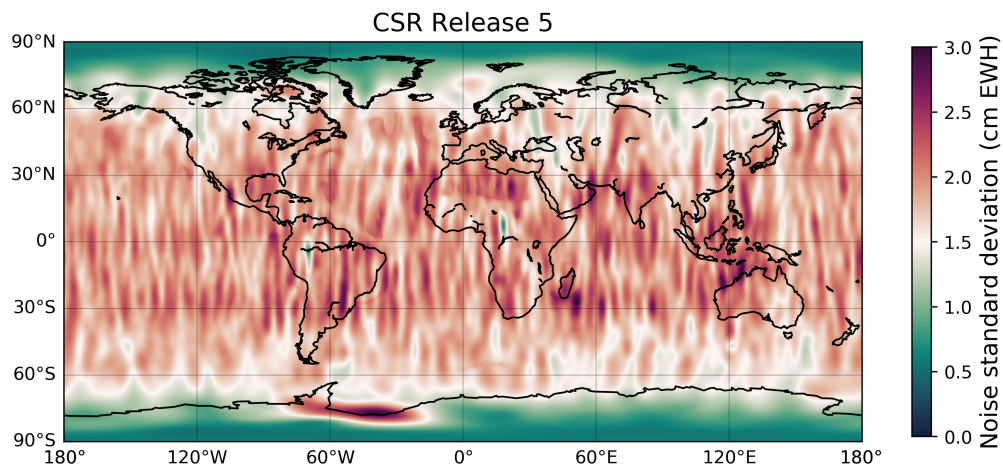 CSR Release 5
90°N
60°N
30°N
0°
30°S
60°S
90°S
180°
120°W
60°W
0°
60°E
120°E
180°
3.0
2.5
2.0
1.5
1.0
0.5
0.0
Noise standard deviation (cm EWH)